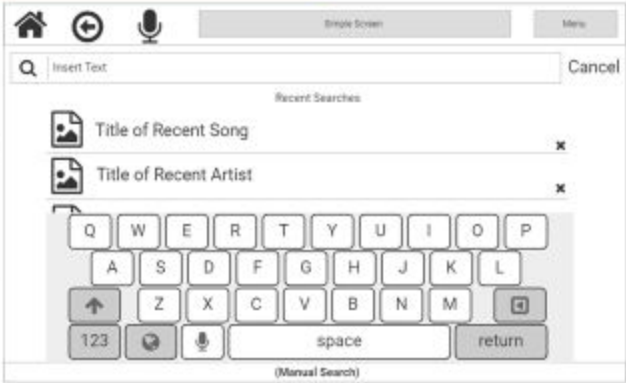 Simple Screen Menu
Insert Text Cancel
Recent Searches
Title of Recent Song
Title of Recent Artist
Q W E R T Y U I O P
A S D F G H J K L
Z X C V B N M
123 space return
(Manual Search)